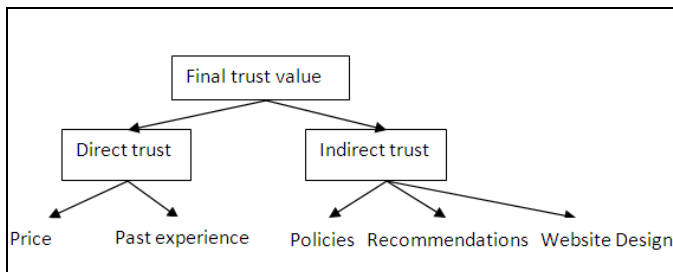 Final trust value
Direct trust
Indirect trust
Price
Past experience
Policies
Recommendations
Website Design